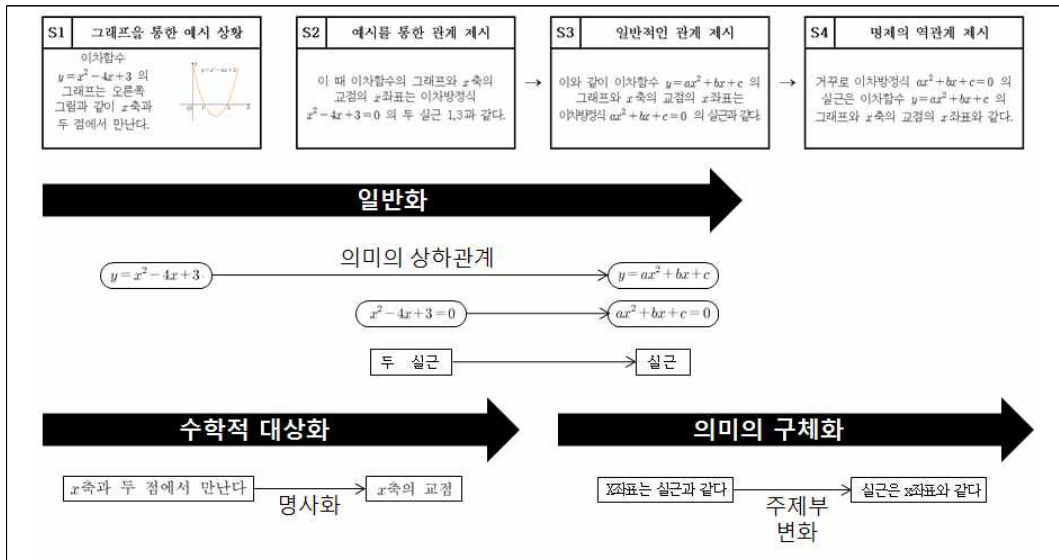 S1 그래프을 통한 예시 상황
이차함수
y=x²-4x+3 의
그래프는 오른쪽
그림과 같이 x축과
두 점에서 만난다.
y=x²-4x+3
S2 예시를 통한 관계 제시
이 때 이차함수의 그래프와 x축의
교점의 x좌표는 이차방정식
x²-4x+3=0 의 두 실근 1,3과 같다.
→
S3 일반적인 관계 제시
이와 같이 이차함수 y=ax²+bx+c 의
그래프와 x축의 교점의 x좌표는
이차방정식 ax²+bx+c=0 의 실근과 같다.
→
S4 명제의 역관계 제시
거꾸로 이차방정식 ax²+bx+c=0 의
실근은 이차함수 y=ax²+bx+c 의
그래프와 x축의 교점의 x좌표와 같다.
일반화
의미의 상하관계
y=x²-4x+3
y=ax²+bx+c
x²-4x+3=0
ax²+bx+c=0
두 실근
실근
수학적 대상화
의미의 구체화
x축과 두 점에서 만난다
x축의 교점
명사화
X좌표는 실근과 같다
실근은 x좌표와 같다
주제부
변화